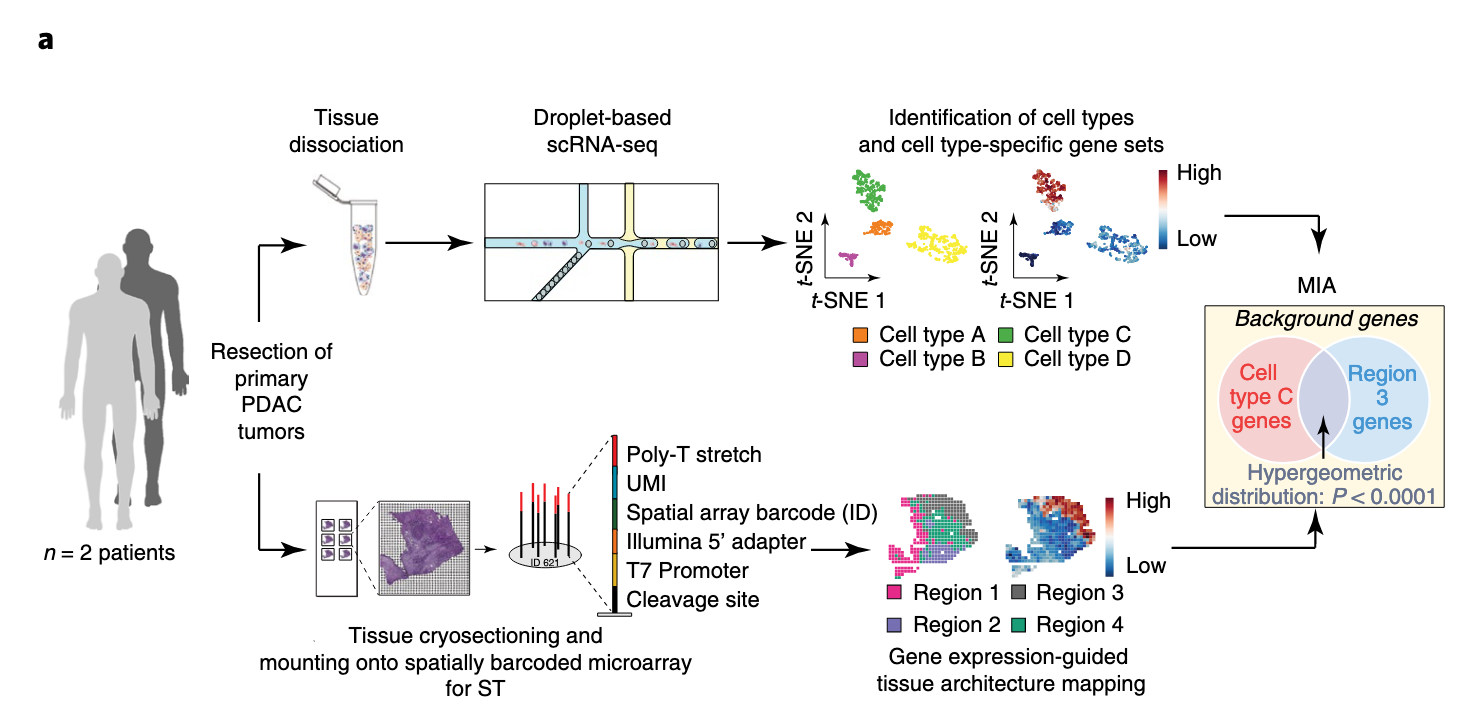 a
Tissue
dissociation
Droplet-based
scRNA-seq
Identification of cell types
and cell type-specific gene sets
High
Low
t-SNE 2
t-SNE 1
t-SNE 2
t-SNE 1
Cell type A
Cell type C
Cell type B
Cell type D
MIA
Background genes
Cell
type C
genes
Region
3
genes
Hypergeometric
distribution: P < 0.0001
Resection of
primary
PDAC
tumors
n = 2 patients
ID 621
Poly-T stretch
UMI
Spatial array barcode (ID)
Illumina 5’ adapter
T7 Promoter
Cleavage site
Tissue cryosectioning and
mounting onto spatially barcoded microarray
for ST
High
Low
Region 1
Region 3
Region 2
Region 4
Gene expression-guided
tissue architecture mapping